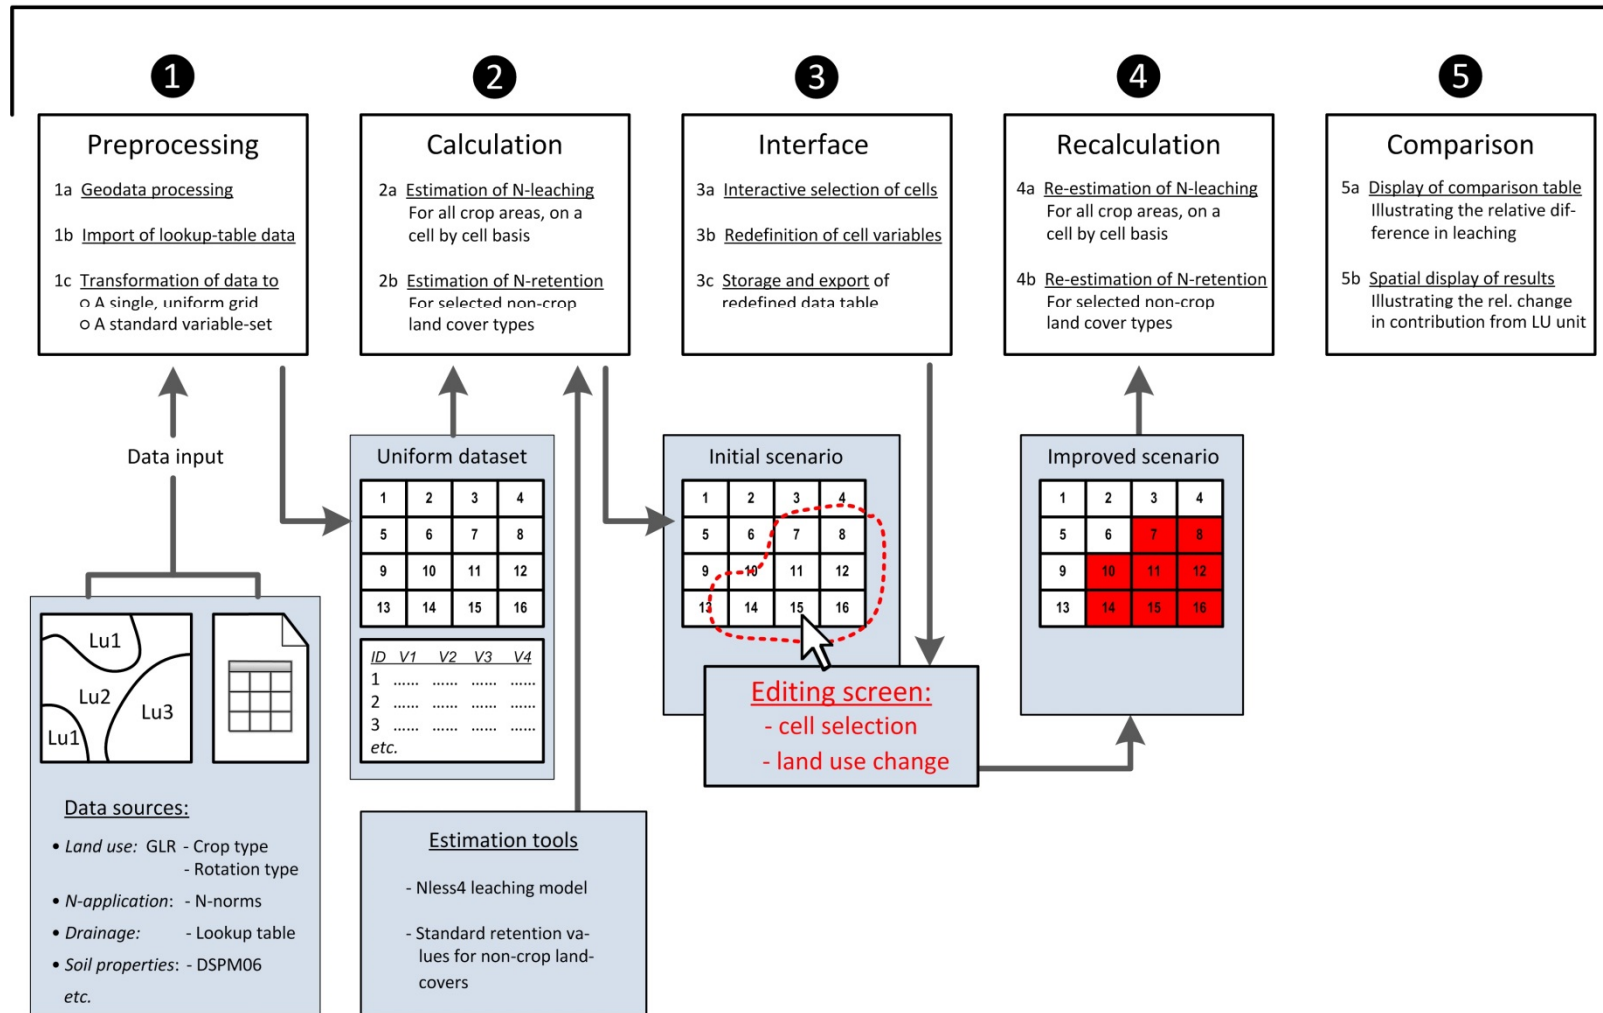 1
2
3
4
5
Preprocessing
1a Geodata processing
1b Import of lookup-table data
1c Transformation of data to
o A single, uniform grid
o A standard variable-set
Calculation
2a Estimation of N-leaching
For all crop areas, on a
cell by cell basis
2b Estimation of N-retention
For selected non-crop
land cover types
Interface
3a Interactive selection of cells
3b Redefinition of cell variables
3c Storage and export of
redefined data table
Recalculation
4a Re-estimation of N-leaching
For all crop areas, on a
cell by cell basis
4b Re-estimation of N-retention
For selected non-crop
land cover types
Comparison
5a Display of comparison table
Illustrating the relative dif-
ference in leaching
5b Spatial display of results
Illustrating the rel. change
in contribution from LU unit
Data input
Lu1
Lu2
Lu3
Lu1
Data sources:
• Land use: GLR - Crop type
- Rotation type
• N-application: - N-norms
• Drainage: - Lookup table
• Soil properties: - DSPM06
etc.
Uniform dataset
1 2 3 4
5 6 7 8
9 10 11 12
13 14 15 16
ID V1 V2 V3 V4
1 ...... ...... ...... ......
2 ...... ...... ...... ......
3 ...... ...... ...... ......
etc.
Estimation tools
- Nless4 leaching model
- Standard retention va-
lues for non-crop land-
covers
Initial scenario
1 2 3 4
5 6 7 8
9 10 11 12
13 14 15 16
Editing screen:
- cell selection
- land use change
Improved scenario
1 2 3 4
5 6 7 8
9 10 11 12
13 14 15 16